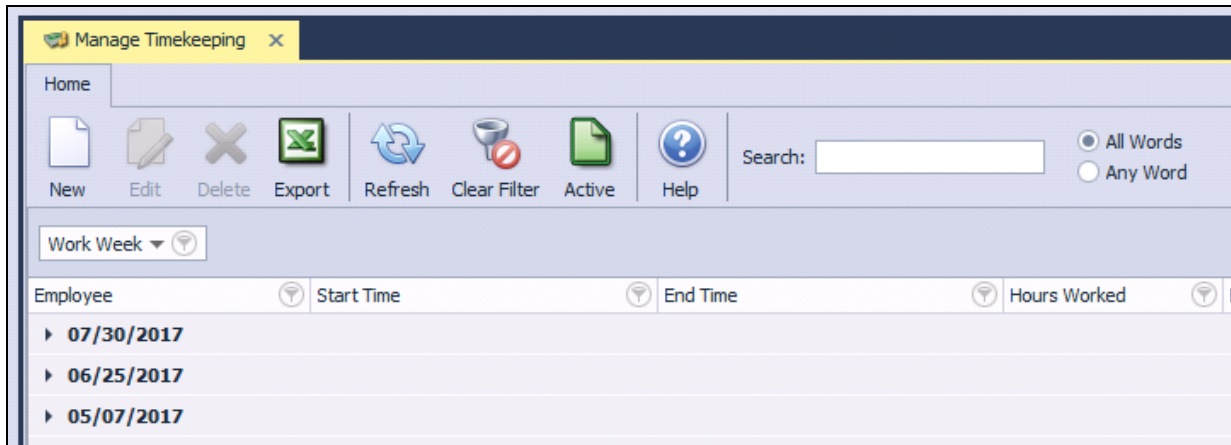 Manage Timekeeping
Home
New Edit Delete Export Refresh Clear Filter Active Help Search: All Words
Any Word
Work Week
Employee Start Time End Time Hours Worked
07/30/2017
06/25/2017
05/07/2017